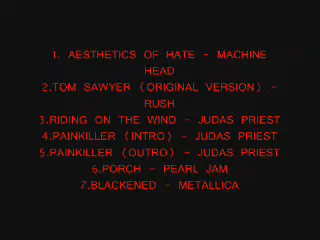 1. AESTHETICS OF HATE - MACHINE
HEAD
2.TOM SAWYER (ORIGINAL VERSION) -
RUSH
3.RIDING ON THE WIND - JUDAS PRIEST
4.PAINKILLER (INTRO) - JUDAS PRIEST
5.PAINKILLER (OUTRO) - JUDAS PRIEST
6.PORCH - PEARL JAM
7.BLACKENED - METALLICA